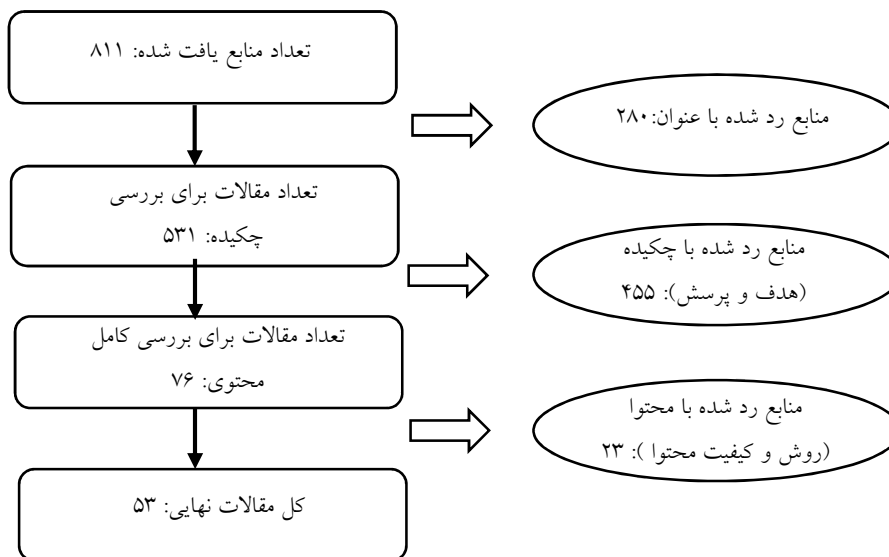 تعداد منابع یافت شده: ۸۱۱
منابع رد شده با عنوان:۲۸۰
تعداد مقالات برای بررسی
چکیده: ۵۳۱
منابع رد شده با چکیده
(هدف و پرسش): ۴۵۵
تعداد مقالات برای بررسی کامل
محتوی: ۷۶
منابع رد شده با محتوا
(روش و کیفیت محتوا ): ۲۳
کل مقالات نهایی: ۵۳